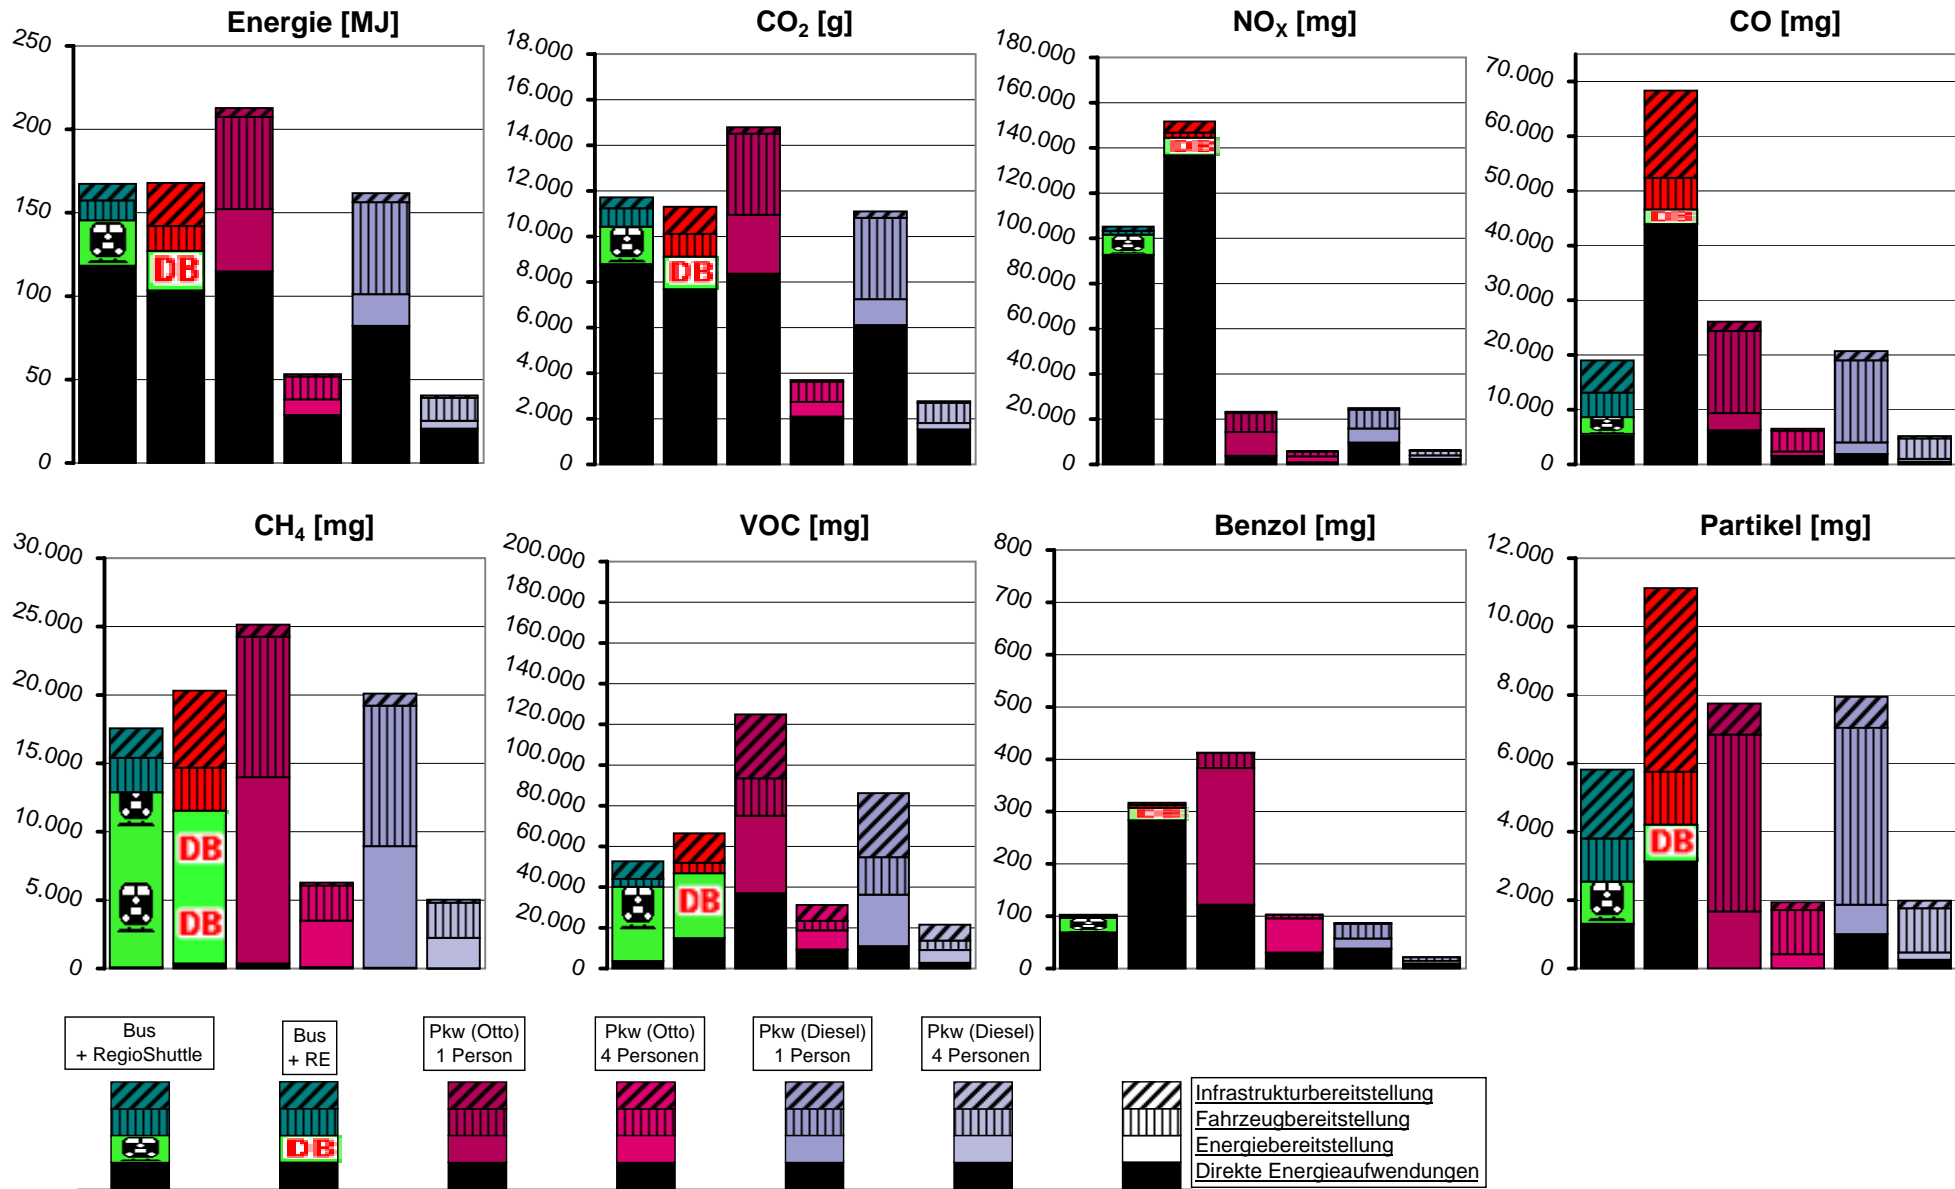 Energie [MJ]
250
200
150
100
50
0
CO₂ [g]
18.000
16.000
14.000
12.000
10.000
8.000
6.000
4.000
2.000
0
NOₓ [mg]
180.000
160.000
140.000
120.000
100.000
80.000
60.000
40.000
20.000
0
CO [mg]
70.000
60.000
50.000
40.000
30.000
20.000
10.000
0
DB
DB
DB
DB
CH₄ [mg]
30.000
25.000
20.000
15.000
10.000
5.000
0
VOC [mg]
200.000
180.000
160.000
140.000
120.000
100.000
80.000
60.000
40.000
20.000
0
Benzol [mg]
800
700
600
500
400
300
200
100
0
Partikel [mg]
12.000
10.000
8.000
6.000
4.000
2.000
0
DB
DB
DB
DB
Bus
+ RegioShuttle
Bus
+ RE
Pkw (Otto)
1 Person
Pkw (Otto)
4 Personen
Pkw (Diesel)
1 Person
Pkw (Diesel)
4 Personen
DB
Infrastrukturbereitstellung
Fahrzeugbereitstellung
Energiebereitstellung
Direkte Energieaufwendungen